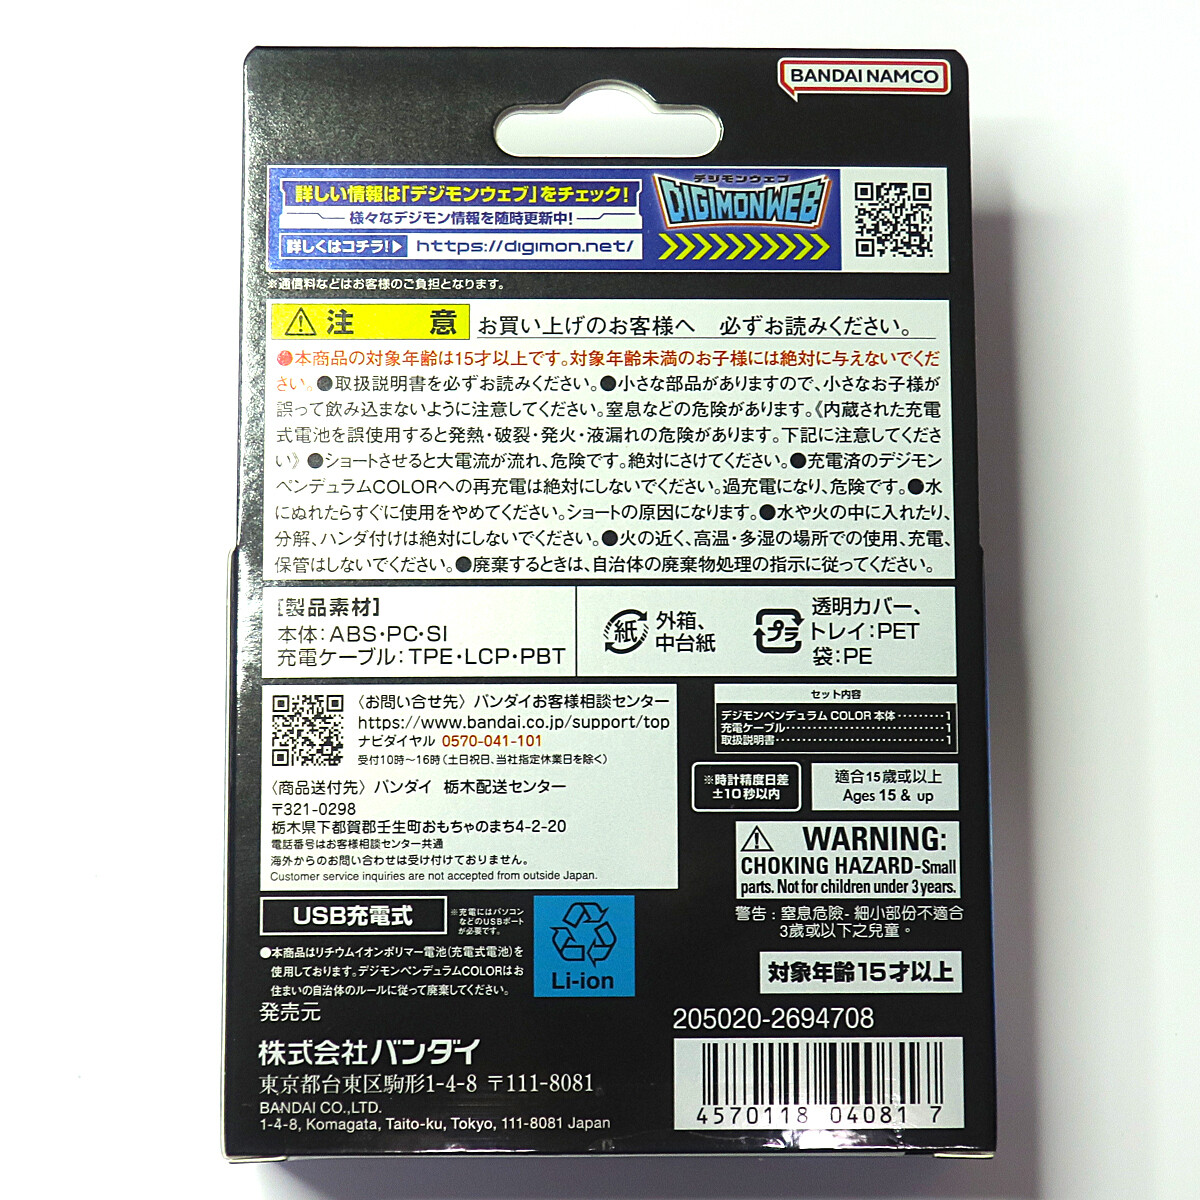 BANDAI NAMCO
詳しい情報は「デジモンウェブ」をチェック!
様々なデジモン情報を随時更新中!
詳しくはコチラ!▶ https://digimon.net/
デジモンウェブ
DIGIMONWEB
※通信料などはお客様のご負担となります。
注 意 お買い上げのお客様へ 必ずお読みください。
●本商品の対象年齢は15才以上です。対象年齢未満のお子様には絶対に与えないでくだ
さい。●取扱説明書を必ずお読みください。●小さな部品がありますので、小さなお子様が
誤って飲み込まないように注意してください。窒息などの危険があります。《内蔵された充電
式電池を誤使用すると発熱・破裂・発火・液漏れの危険があります。下記に注意してくださ
い》●ショートさせると大電流が流れ、危険です。絶対にさけてください。●充電済のデジモン
ペンデュラムCOLORへの再充電は絶対にしないでください。過充電になり、危険です。●水
にぬれたらすぐに使用をやめてください。ショートの原因になります。●水や火の中に入れたり、
分解、ハンダ付けは絶対にしないでください。●火の近く、高温・多湿の場所での使用、充電、
保管はしないでください。●廃棄するときは、自治体の廃棄物処理の指示に従ってください。
[製品素材]
本体:ABS・PC・SI
充電ケーブル:TPE・LCP・PBT
紙 外箱、
中台紙
プラ 透明カバー、
トレイ:PET
袋:PE
〈お問い合せ先〉バンダイお客様相談センター
https://www.bandai.co.jp/support/top
ナビダイヤル 0570-041-101
受付10時～16時(土日祝日、当社指定休業日を除く)
〈商品送付先〉バンダイ 栃木配送センター
〒321-0298
栃木県下都賀郡壬生町おもちゃのまち4-2-20
電話番号はお客様相談センター共通
海外からのお問い合わせは受け付けておりません。
Customer service inquiries are not accepted from outside Japan.
セット内容
デジモンペンデュラム COLOR 本体・・・・・・・・・1
充電ケーブル・・・・・・・・・・・・・・・・・・・・・・・・・・・1
取扱説明書・・・・・・・・・・・・・・・・・・・・・・・・・・・・・1
※時計精度日差
±10秒以内
適合15歲或以上
Ages 15 & up
WARNING:
CHOKING HAZARD-Small
parts. Not for children under 3 years.
警告：窒息危險- 細小部份不適合
3歲或以下之兒童。
対象年齢15才以上
USB充電式
※充電にはパソコン
などのUSBポート
が必要です。
●本商品はリチウムイオンポリマー電池(充電式電池)を
使用しております。デジモンペンデュラムCOLORはお
住まいの自治体のルールに従って廃棄してください。
Li-ion
発売元
株式会社バンダイ
東京都台東区駒形1-4-8 〒111-8081
BANDAI CO.,LTD.
1-4-8, Komagata, Taito-ku, Tokyo, 111-8081 Japan
205020-2694708
4570118 04081 7